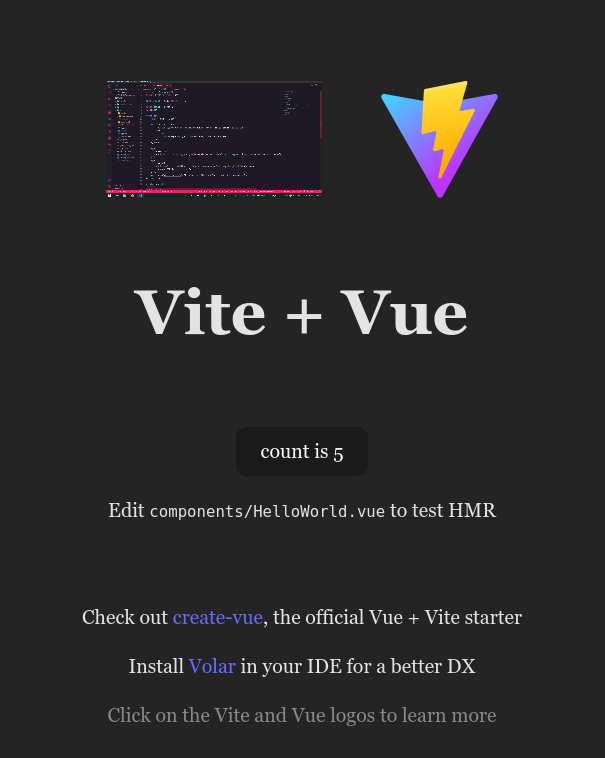 Vite + Vue
count is 5
Edit components/HelloWorld.vue to test HMR
Check out create-vue, the official Vue + Vite starter
Install Volar in your IDE for a better DX
Click on the Vite and Vue logos to learn more